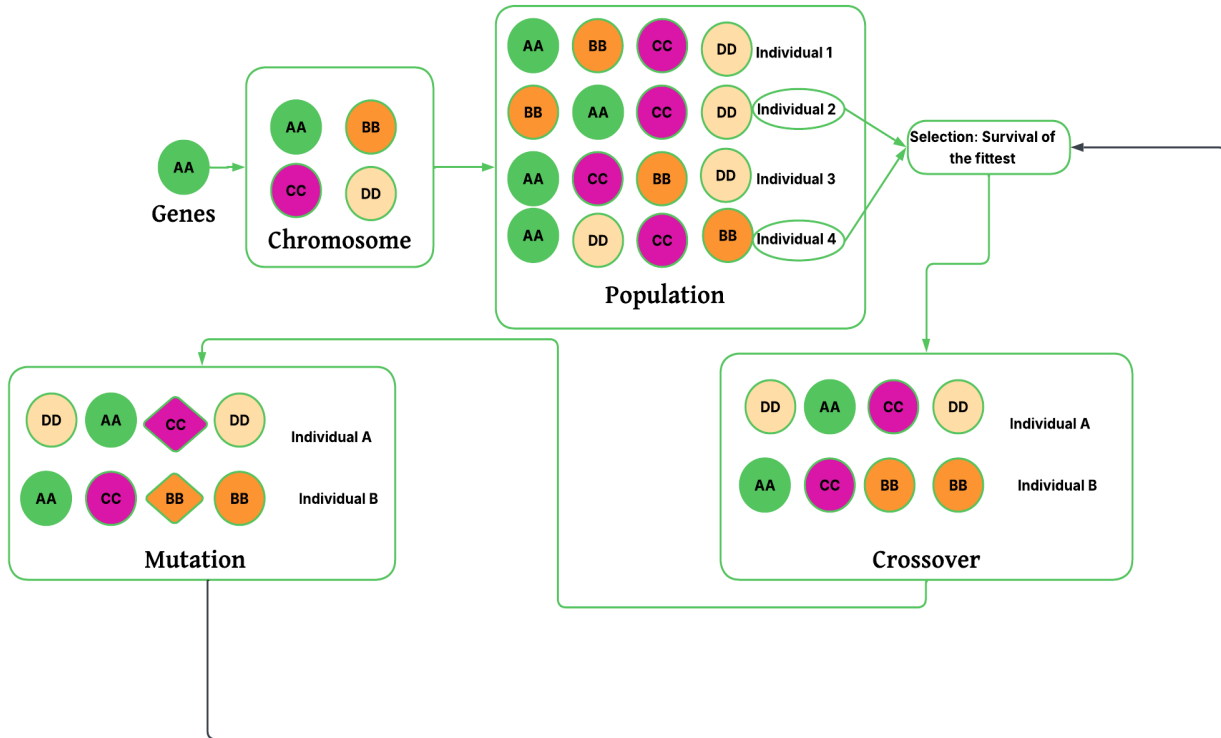 AA
Genes
AA BB
CC DD
Chromosome
AA BB CC DD Individual 1
BB AA CC DD Individual 2
AA CC BB DD Individual 3
AA DD CC BB Individual 4
Population
Selection: Survival of
the fittest
DD AA CC DD Individual A
AA CC BB BB Individual B
Mutation
DD AA CC DD Individual A
AA CC BB BB Individual B
Crossover